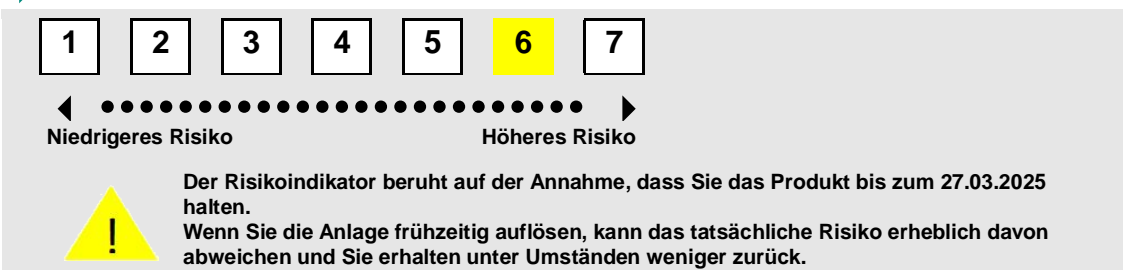 1 2 3 4 5 6 7
Niedrigeres Risiko Höheres Risiko
! Der Risikoindikator beruht auf der Annahme, dass Sie das Produkt bis zum 27.03.2025
halten.
Wenn Sie die Anlage frühzeitig auflösen, kann das tatsächliche Risiko erheblich davon
abweichen und Sie erhalten unter Umständen weniger zurück.